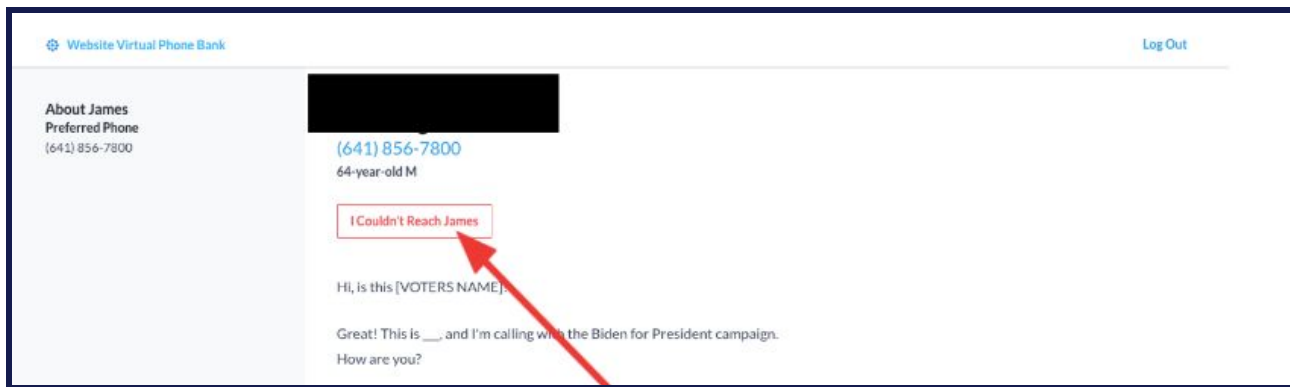 Website Virtual Phone Bank
Log Out
About James
Preferred Phone
(641) 856-7800
(641) 856-7800
64-year-old M
I Couldn't Reach James
Hi, is this [VOTERS NAME]?
Great! This is ___, and I'm calling with the Biden for President campaign.
How are you?